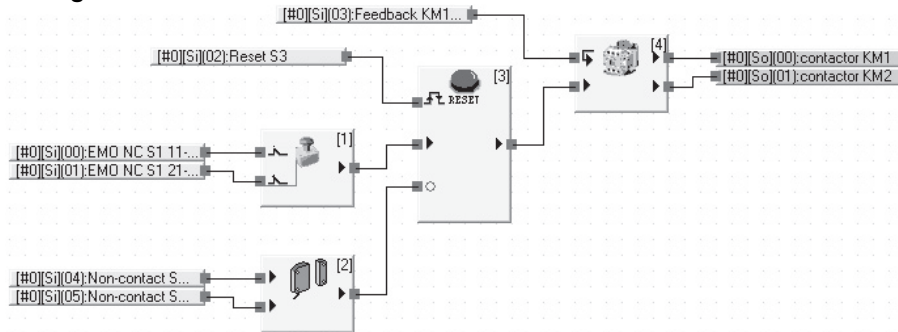 [#0][Si](03):Feedback KM1...
[4]
[#0][Si](02):Reset S3
[#0][So](00):contactor KM1
[#0][So](01):contactor KM2
[3]
RESET
[1]
[#0][Si](00):EMO NC S1 11-...
[#0][Si](01):EMO NC S1 21-...
[2]
[#0][Si](04):Non-contact S...
[#0][Si](05):Non-contact S...